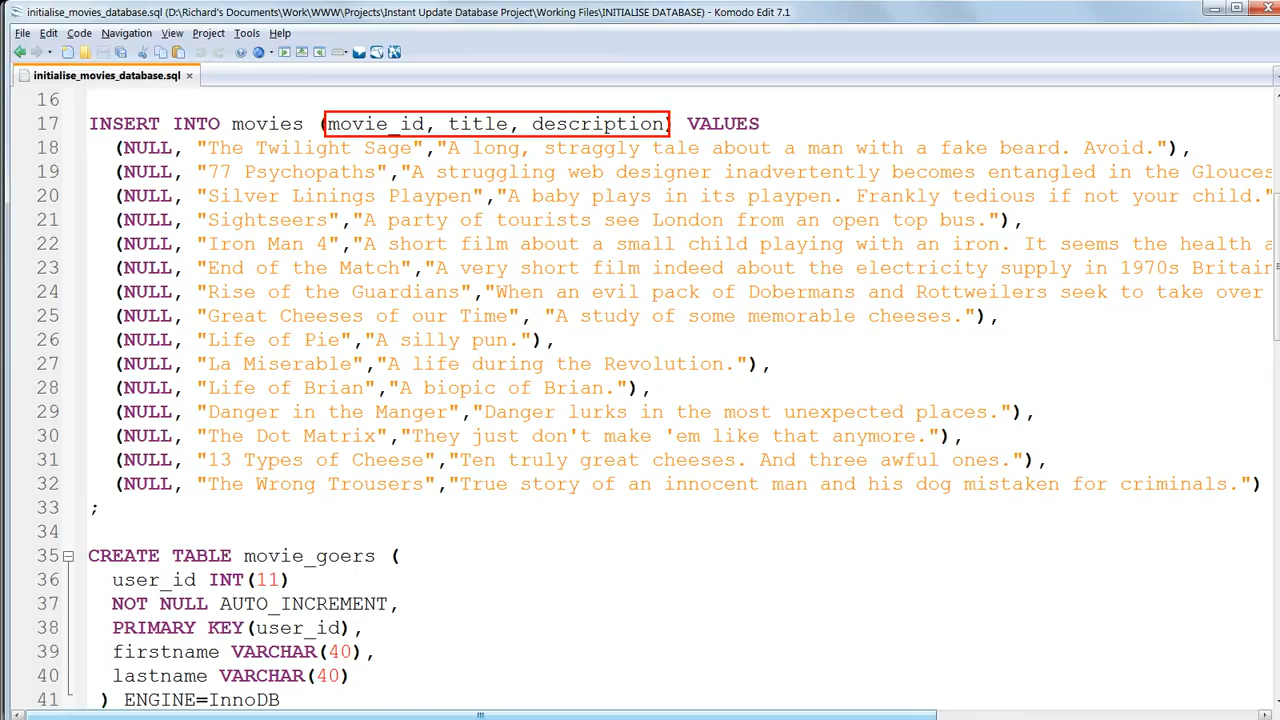 initialise_movies_database.sql (D:\Richard's Documents\Work\WWW\Projects\Instant Update Database Project\Working Files\INITIALISE DATABASE) - Komodo Edit 7.1
File Edit Code Navigation View Project Tools Help
initialise_movies_database.sql ×
16
17 INSERT INTO movies (movie_id, title, description) VALUES
18 (NULL, "The Twilight Sage","A long, straggly tale about a man with a fake beard. Avoid."),
19 (NULL, "77 Psychopaths","A struggling web designer inadvertently becomes entangled in the Glouces
20 (NULL, "Silver Linings Playpen","A baby plays in its playpen. Frankly tedious if not your child."
21 (NULL, "Sightseers","A party of tourists see London from an open top bus."),
22 (NULL, "Iron Man 4","A short film about a small child playing with an iron. It seems the health a
23 (NULL, "End of the Match","A very short film indeed about the electricity supply in 1970s Britain
24 (NULL, "Rise of the Guardians","When an evil pack of Dobermans and Rottweilers seek to take over
25 (NULL, "Great Cheeses of our Time", "A study of some memorable cheeses."),
26 (NULL, "Life of Pie","A silly pun."),
27 (NULL, "La Miserable","A life during the Revolution."),
28 (NULL, "Life of Brian","A biopic of Brian."),
29 (NULL, "Danger in the Manger","Danger lurks in the most unexpected places."),
30 (NULL, "The Dot Matrix","They just don't make 'em like that anymore."),
31 (NULL, "13 Types of Cheese","Ten truly great cheeses. And three awful ones."),
32 (NULL, "The Wrong Trousers","True story of an innocent man and his dog mistaken for criminals.")
33 ;
34
35 CREATE TABLE movie_goers (
36 user_id INT(11)
37 NOT NULL AUTO_INCREMENT,
38 PRIMARY KEY(user_id),
39 firstname VARCHAR(40),
40 lastname VARCHAR(40)
41 ) ENGINE=InnoDB